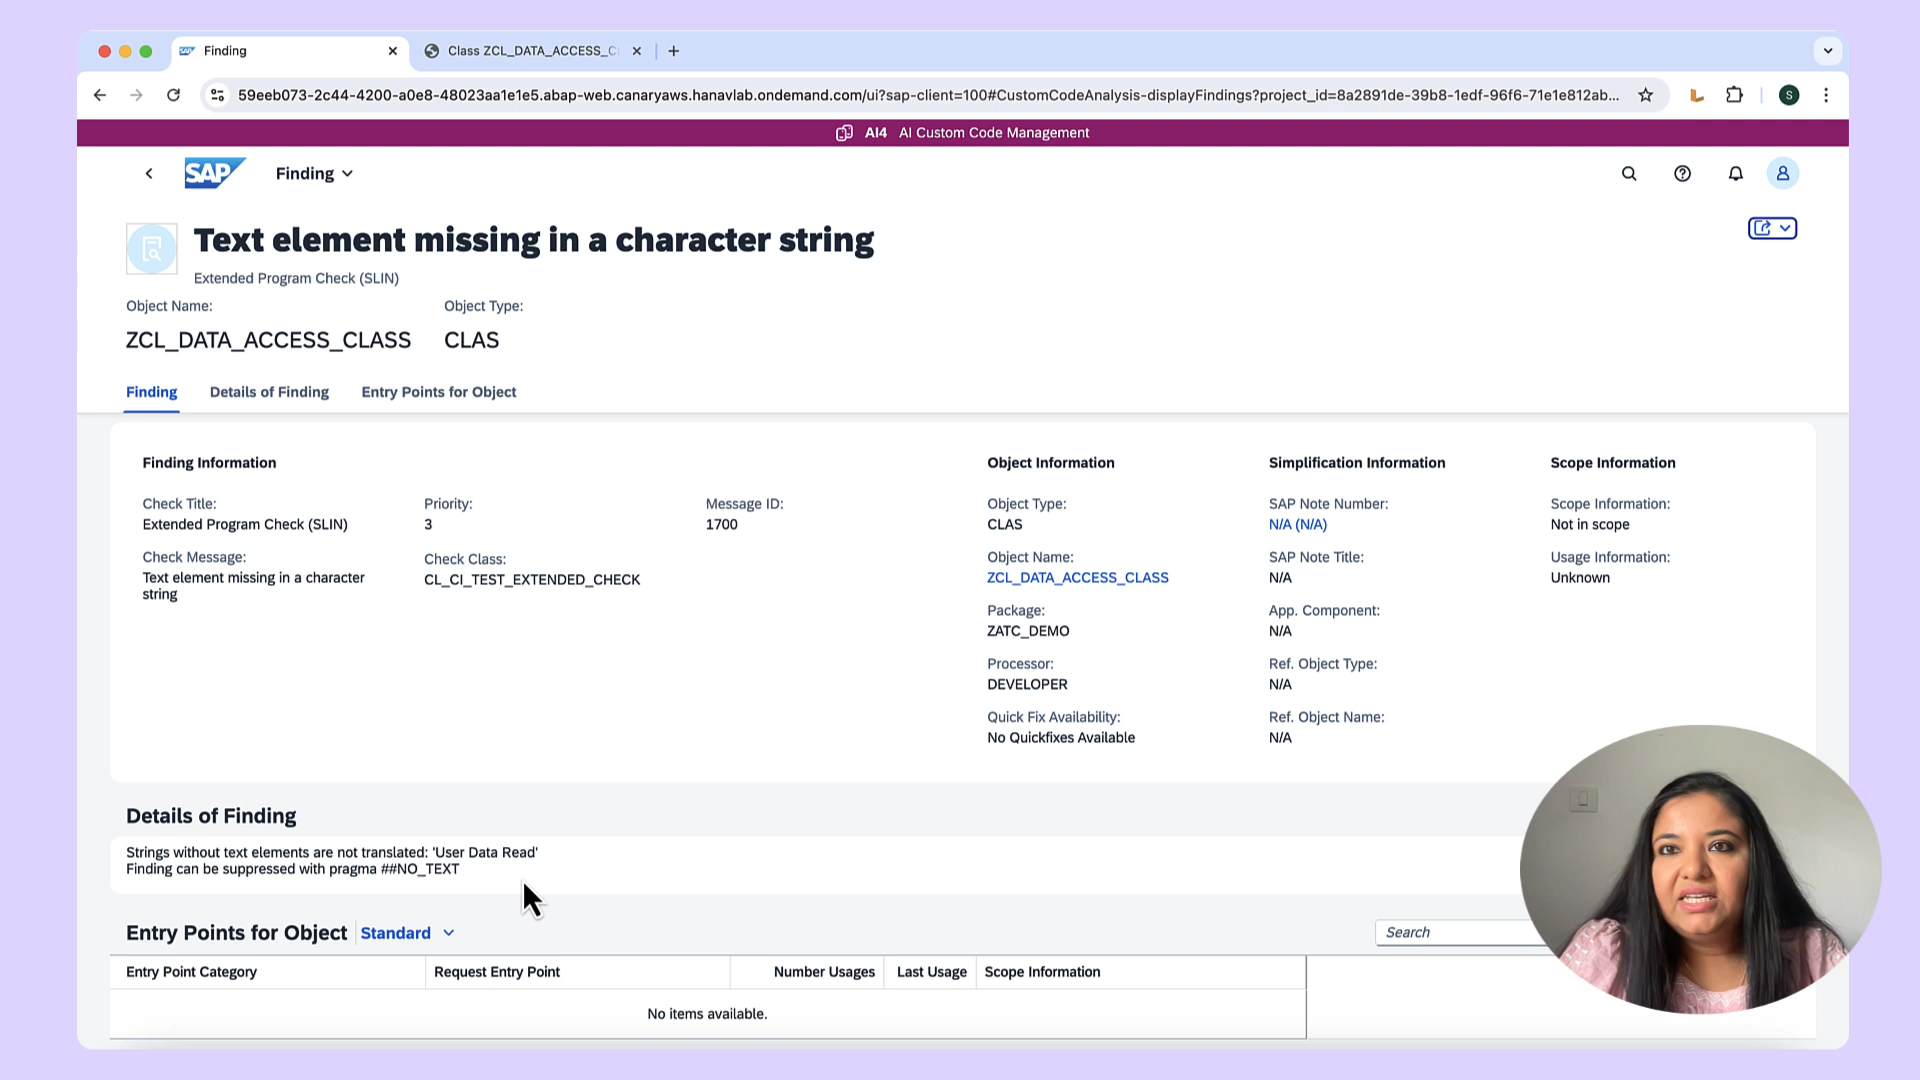 Finding
Class ZCL_DATA_ACCESS_C
59eeb073-2c44-4200-a0e8-48023aa1e1e5.abap-web.canaryaws.hanavlab.ondemand.com/ui?sap-client=100#CustomCodeAnalysis-displayFindings?project_id=8a2891de-39b8-1edf-96f6-71e1e812ab...
S
AI4 AI Custom Code Management
SAP Finding
Text element missing in a character string
Extended Program Check (SLIN)
Object Name: Object Type:
ZCL_DATA_ACCESS_CLASS CLAS
Finding Details of Finding Entry Points for Object
Finding Information
Check Title:
Extended Program Check (SLIN)
Check Message:
Text element missing in a character
string
Priority:
3
Check Class:
CL_CI_TEST_EXTENDED_CHECK
Message ID:
1700
Object Information
Object Type:
CLAS
Object Name:
ZCL_DATA_ACCESS_CLASS
Package:
ZATC_DEMO
Processor:
DEVELOPER
Quick Fix Availability:
No Quickfixes Available
Simplification Information
SAP Note Number:
N/A (N/A)
SAP Note Title:
N/A
App. Component:
N/A
Ref. Object Type:
N/A
Ref. Object Name:
N/A
Scope Information
Scope Information:
Not in scope
Usage Information:
Unknown
Details of Finding
Strings without text elements are not translated: 'User Data Read'
Finding can be suppressed with pragma ##NO_TEXT
Entry Points for Object Standard Search
Entry Point Category Request Entry Point Number Usages Last Usage Scope Information
No items available.